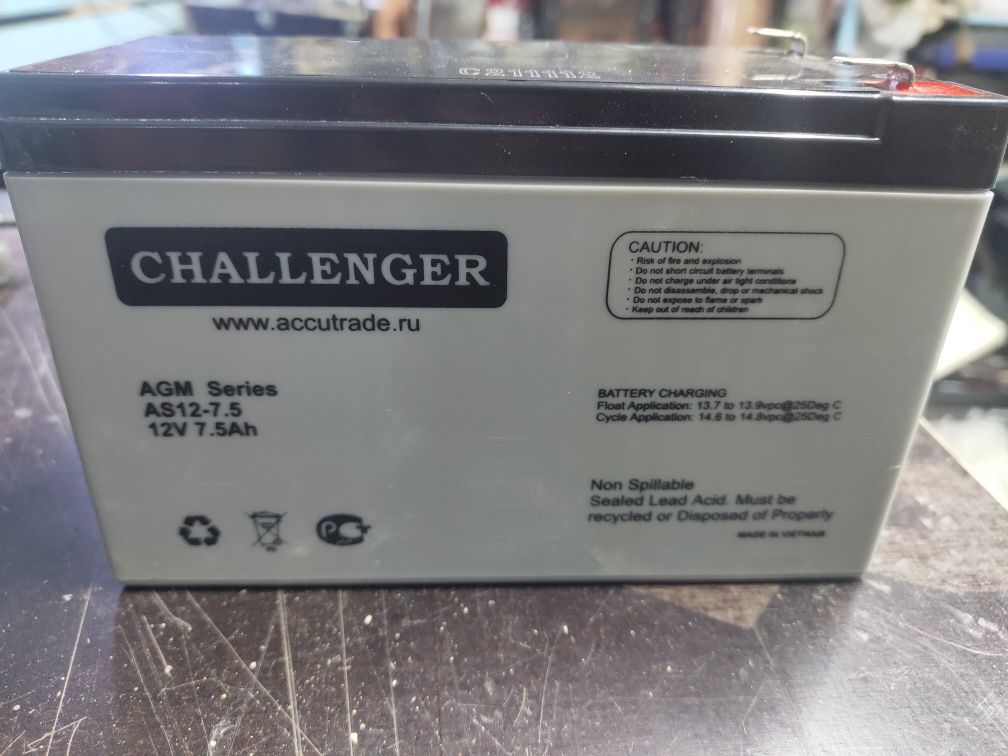 C211112
CHALLENGER
www.accutrade.ru
AGM Series
AS12-7.5
12V 7.5Ah
CAUTION:
• Risk of fire and explosion
• Do not short circuit battery terminals
• Do not charge under air tight conditions
• Do not disassemble, drop or mechanical shock
• Do not expose to flame or spark
• Keep out of reach of children
BATTERY CHARGING
Float Application: 13.7 to 13.9vpc@25Deg C
Cycle Application: 14.6 to 14.8vpc@25Deg C
Non Spillable
Sealed Lead Acid. Must be
recycled or Disposed of Properly
MADE IN VIETNAM